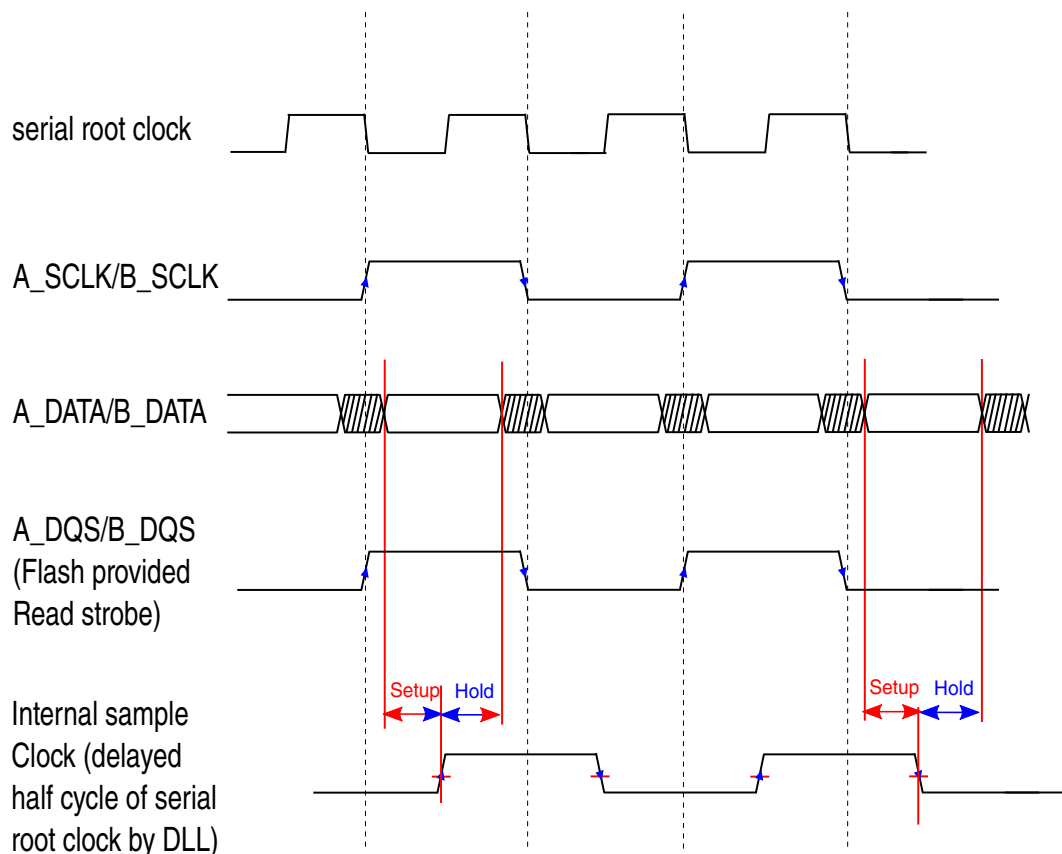 serial root clock
A_SCLK/B_SCLK
A_DATA/B_DATA
A_DQS/B_DQS
(Flash provided
Read strobe)
Setup
Hold
Setup
Hold
Internal sample
Clock (delayed
half cycle of serial
root clock by DLL)